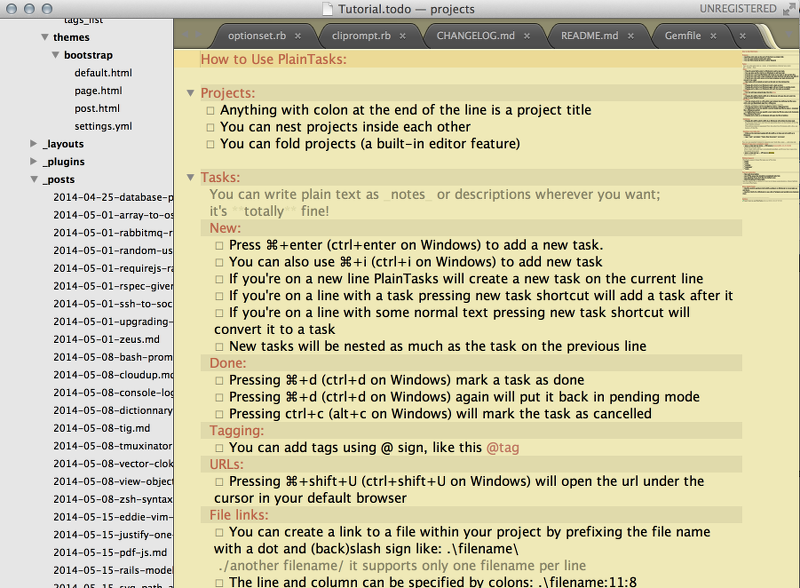 Tutorial.todo — projects
UNREGISTERED
optionset.rb
cliprompt.rb
CHANGELOG.md
README.md
Gemfile
tags_list
themes
bootstrap
default.html
page.html
post.html
settings.yml
_layouts
_plugins
_posts
2014-04-25-database-p
2014-05-01-array-to-os
2014-05-01-rabbitmq-r
2014-05-01-random-us
2014-05-01-requirejs-ra
2014-05-01-rspec-given
2014-05-01-ssh-to-soc
2014-05-01-upgrading-
2014-05-01-zeus.md
2014-05-08-bash-prom
2014-05-08-cloudup.md
2014-05-08-console-log
2014-05-08-dictionnary
2014-05-08-tig.md
2014-05-08-tmuxinator
2014-05-08-vector-clok
2014-05-08-view-object
2014-05-08-zsh-syntax
2014-05-15-eddie-vim-
2014-05-15-justify-one-
2014-05-15-pdf-js.md
2014-05-15-rails-model
How to Use PlainTasks:
Projects:
Anything with colon at the end of the line is a project title
You can nest projects inside each other
You can fold projects (a built-in editor feature)
Tasks:
You can write plain text as _notes_ or descriptions wherever you want;
it's **totally** fine!
New:
Press ⌘+enter (ctrl+enter on Windows) to add a new task.
You can also use ⌘+i (ctrl+i on Windows) to add new task
If you're on a new line PlainTasks will create a new task on the current line
If you're on a line with a task pressing new task shortcut will add a task after it
If you're on a line with some normal text pressing new task shortcut will
convert it to a task
New tasks will be nested as much as the task on the previous line
Done:
Pressing ⌘+d (ctrl+d on Windows) mark a task as done
Pressing ⌘+d (ctrl+d on Windows) again will put it back in pending mode
Pressing ctrl+c (alt+c on Windows) will mark the task as cancelled
Tagging:
You can add tags using @ sign, like this @tag
URLs:
Pressing ⌘+shift+U (ctrl+shift+U on Windows) will open the url under the
cursor in your default browser
File links:
You can create a link to a file within your project by prefixing the file name
with a dot and (back)slash sign like: .\filename\
./another filename/ it supports only one filename per line
The line and column can be specified by colons: .\filename:11:8